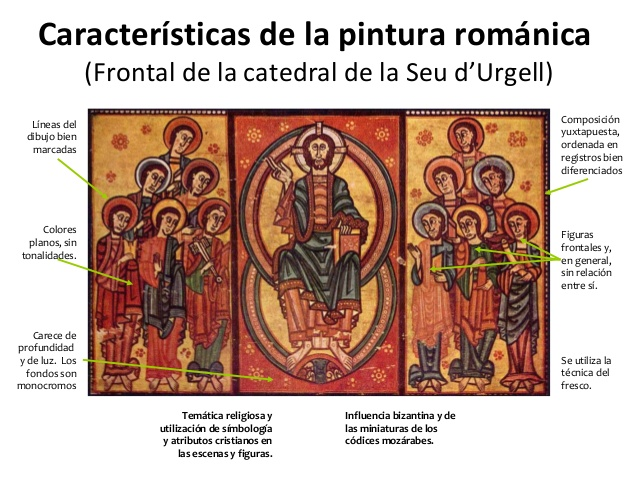 Características de la pintura románica
(Frontal de la catedral de la Seu d’Urgell)
Líneas del
dibujo bien
marcadas
Colores
planos, sin
tonalidades.
Carece de
profundidad
y de luz. Los
fondos son
monocromos
Composición
yuxtapuesta,
ordenada en
registros bien
diferenciados
Figuras
frontales y,
en general,
sin relación
entre sí.
Se utiliza la
técnica del
fresco.
Temática religiosa y
utilización de símbología
y atributos cristianos en
las escenas y figuras.
Influencia bizantina y de
las miniaturas de los
códices mozárabes.